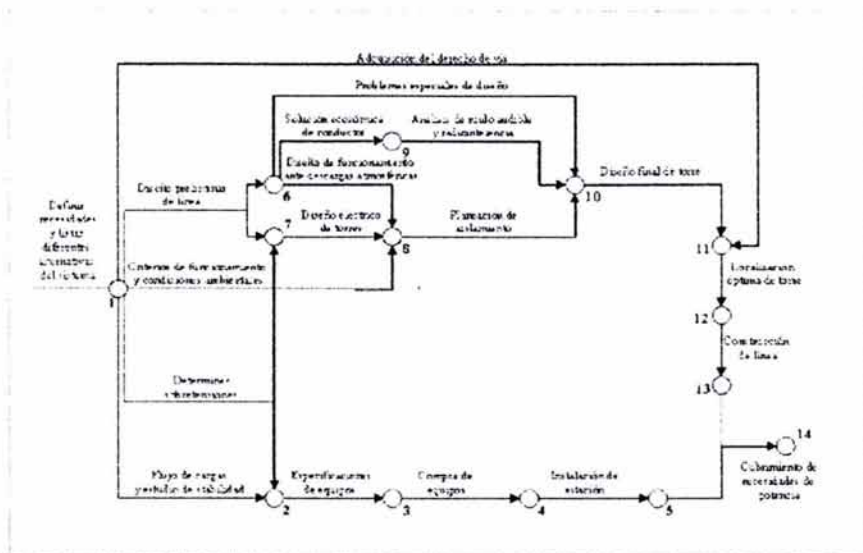 Adquisición del derecho de vía
Problemas especiales de diseño
Solución económica
de conductor
Análisis de ruido audible
y radiointerferencia
9
Diseño de funcionamiento
ante descargas atmosféricas
6
Diseño preliminar
de línea
Diseño final de torre
10
7
Diseño eléctrico
de torres
Planeación de
aislamiento
8
Definir
necesidades
y trazar
diferentes
alternativas
del sistema
11
Criterios de funcionamiento
y condiciones ambientales
1
Localización
óptima de torre
12
Construcción
de línea
Determinar
sobretensiones
13
14
Flujo de cargas
y estudios de estabilidad
Especificaciones
de equipos
Compra de
equipos
Instalación de
estación
Cubrimiento de
necesidades de
potencia
2
3
4
5